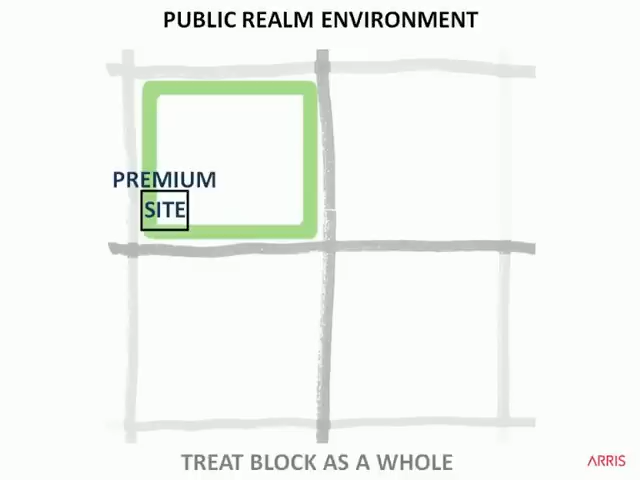 PUBLIC REALM ENVIRONMENT
PREMIUM
SITE
TREAT BLOCK AS A WHOLE
ARRIS